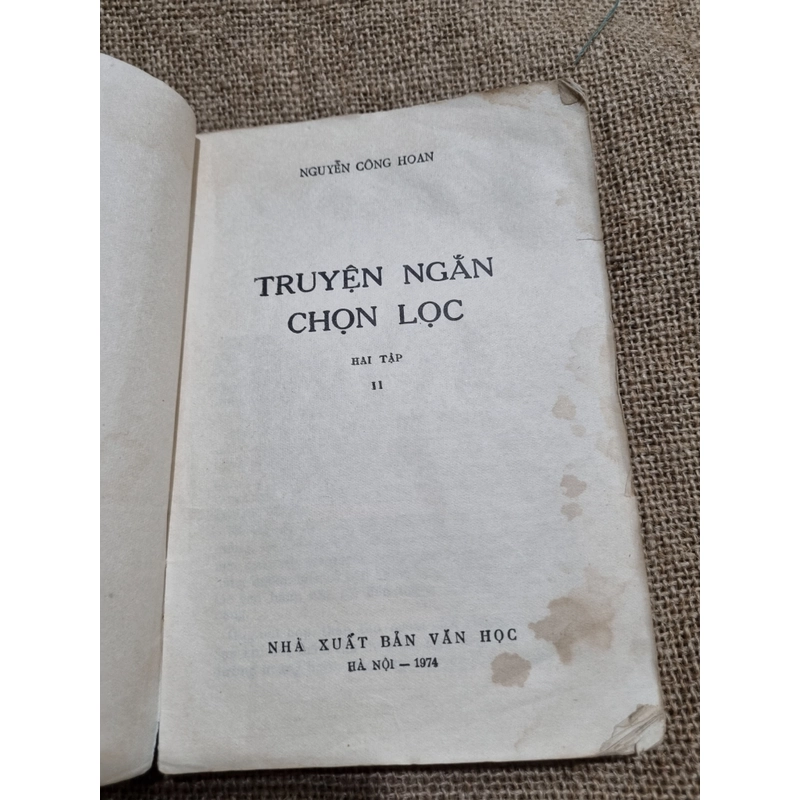 NGUYỄN CÔNG HOAN
TRUYỆN NGẮN
CHỌN LỌC
HAI TẬP
II
NHÀ XUẤT BẢN VĂN HỌC
HÀ NỘI — 1974